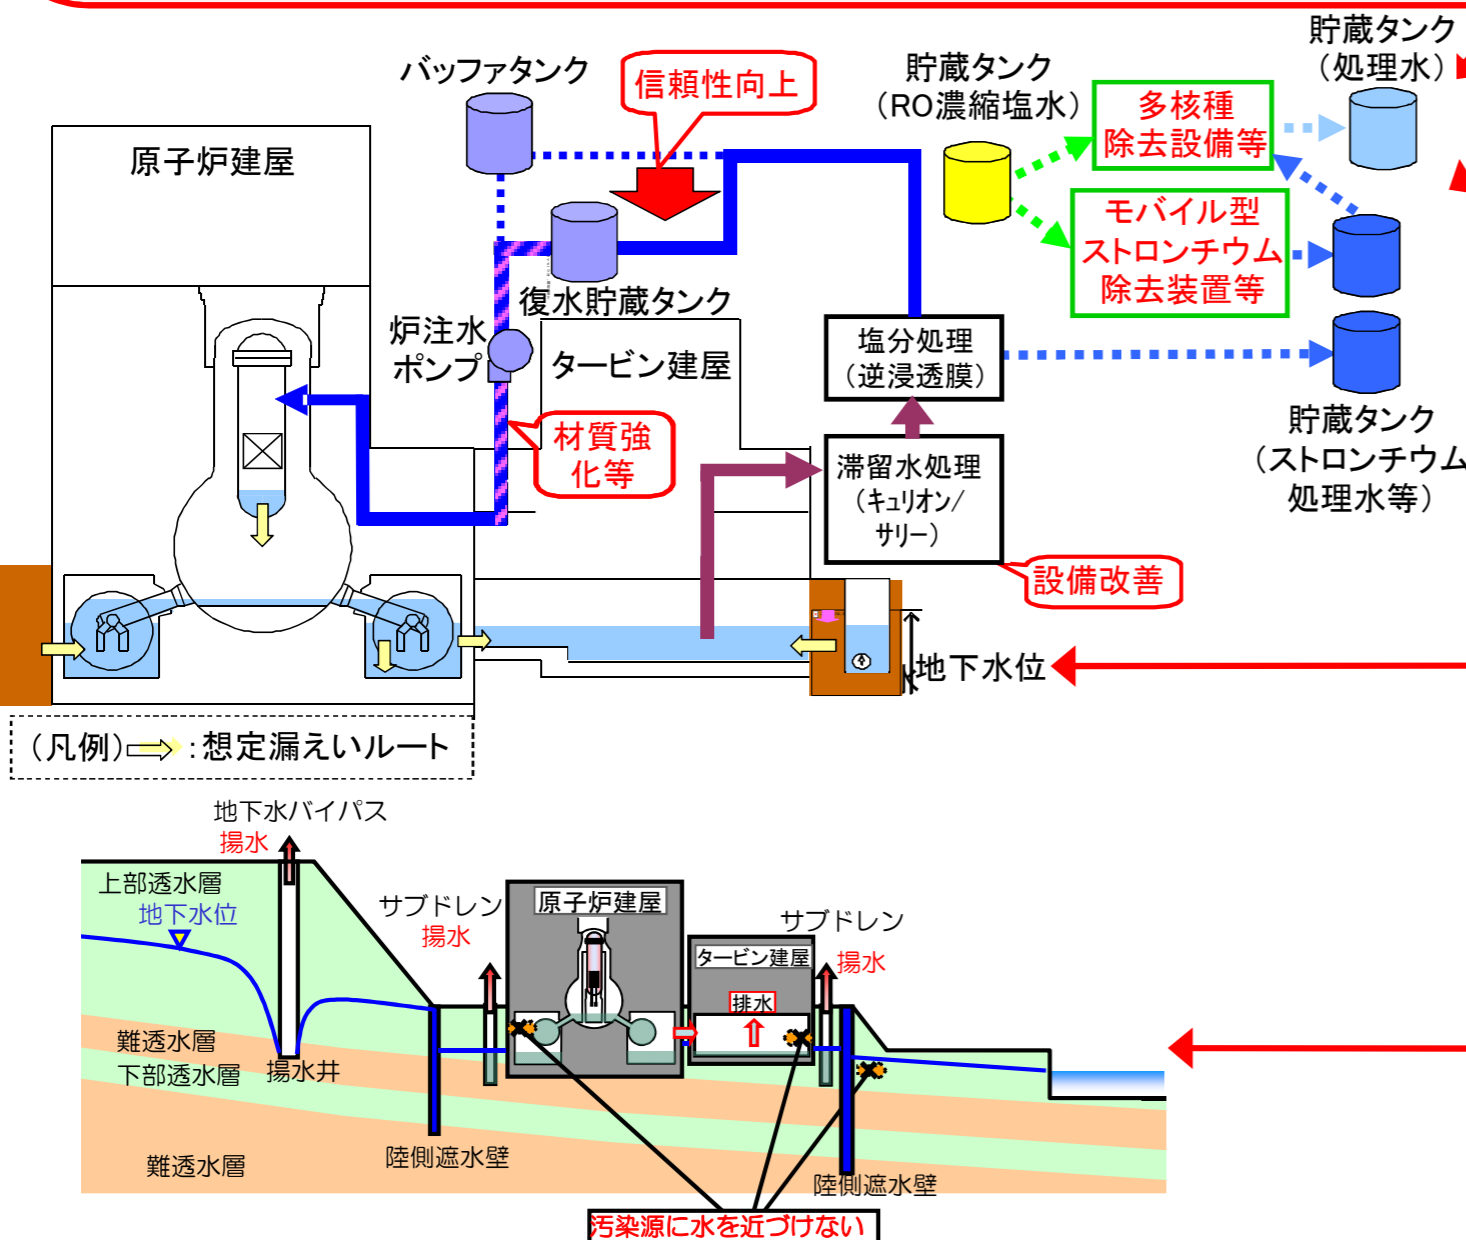 バッファタンク
信頼性向上
貯蔵タンク
（RO濃縮塩水）
貯蔵タンク
（処理水）
多核種
除去設備等
モバイル型
ストロンチウム
除去装置等
原子炉建屋
復水貯蔵タンク
炉注水
ポンプ
タービン建屋
塩分処理
（逆浸透膜）
材質強
化等
滞留水処理
（キュリオン/
サリー）
貯蔵タンク
（ストロンチウム
処理水等）
設備改善
地下水位
（凡例） ：想定漏えいルート
地下水バイパス
揚水
上部透水層
地下水位
サブドレン
揚水
原子炉建屋
サブドレン
揚水
タービン建屋
排水
難透水層
下部透水層
揚水井
難透水層
陸側遮水壁
陸側遮水壁
汚染源に水を近づけない